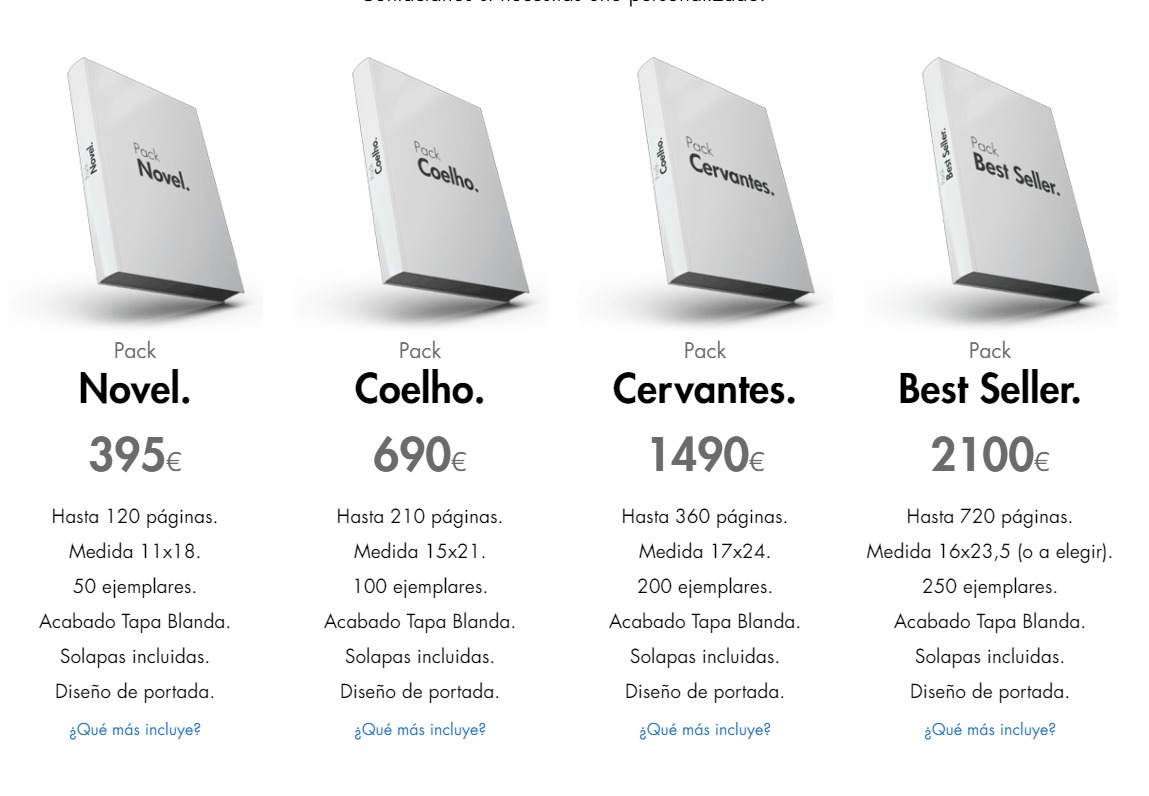 Contáctanos si necesitas uno personalizado.
Pack
Novel.
Novel.
Pack
Coelho.
Coelho.
Pack
Cervantes.
Coelho.
Pack
Best Seller.
Best Seller.
Pack
Novel.
395€
Hasta 120 páginas.
Medida 11x18.
50 ejemplares.
Acabado Tapa Blanda.
Solapas incluidas.
Diseño de portada.
¿Qué más incluye?
Pack
Coelho.
690€
Hasta 210 páginas.
Medida 15x21.
100 ejemplares.
Acabado Tapa Blanda.
Solapas incluidas.
Diseño de portada.
¿Qué más incluye?
Pack
Cervantes.
1490€
Hasta 360 páginas.
Medida 17x24.
200 ejemplares.
Acabado Tapa Blanda.
Solapas incluidas.
Diseño de portada.
¿Qué más incluye?
Pack
Best Seller.
2100€
Hasta 720 páginas.
Medida 16x23,5 (o a elegir).
250 ejemplares.
Acabado Tapa Blanda.
Solapas incluidas.
Diseño de portada.
¿Qué más incluye?